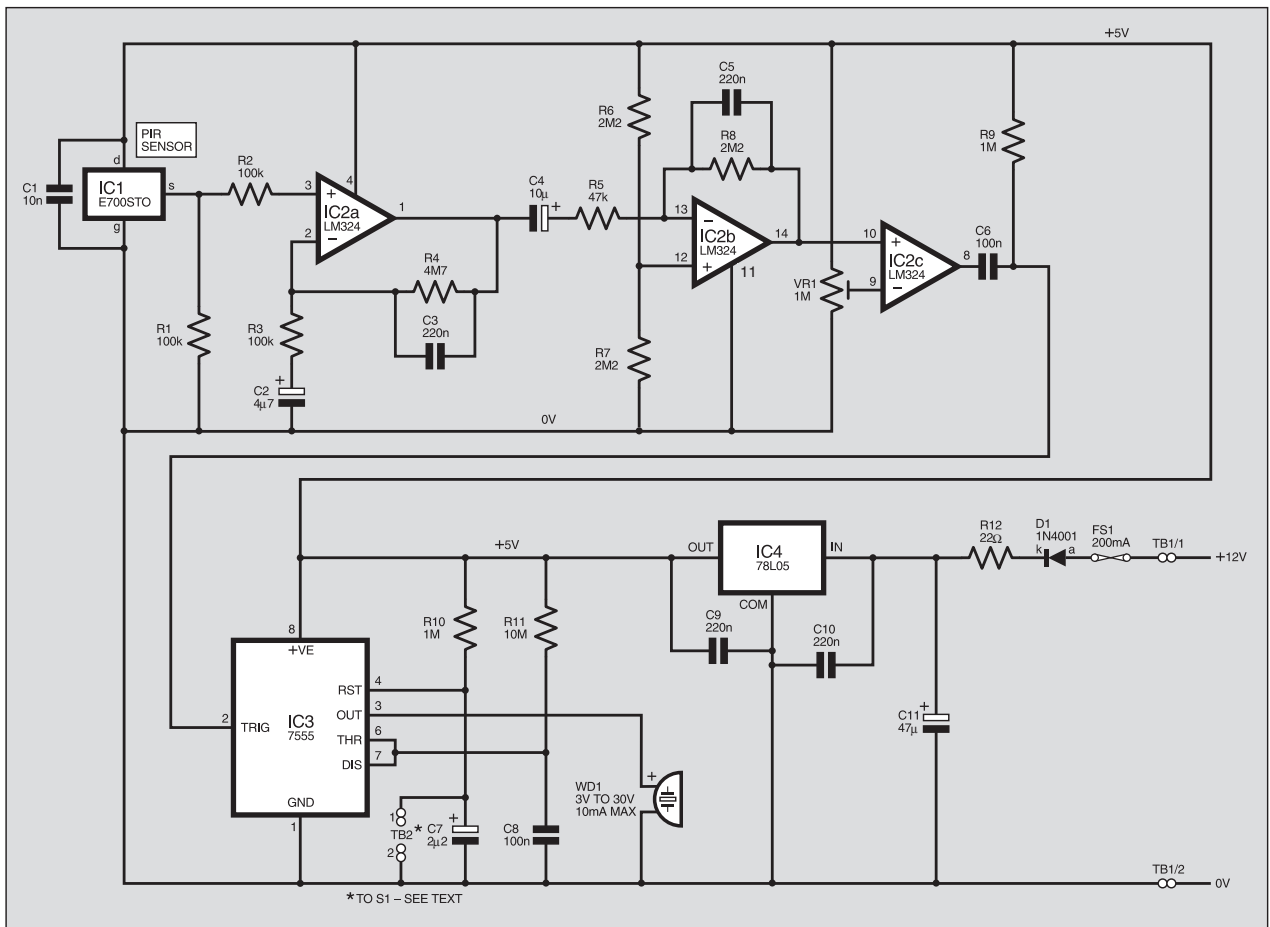 +5V
C5
220n
R6
2M2
R9
1M
PIR
SENSOR
d
R8
2M2
R2
100k
C1
10n
IC1
E700STO
s
g
C4
10µ
+
R5
47k
3
+
4
IC2a
LM324
1
2
–
13
–
IC2b
LM324
14
12
+
11
10
+
IC2c
LM324
8
9
–
C6
100n
R4
4M7
VR1
1M
R1
100k
R3
100k
C3
220n
R7
2M2
+
C2
4µ7
0V
+5V
OUT
IC4
78L05
IN
COM
R12
22Ω
D1
1N4001
k
a
FS1
200mA
TB1/1
+12V
R10
1M
R11
10M
C9
220n
C10
220n
8
+VE
RST
4
2
TRIG
IC3
7555
OUT
3
THR
6
DIS
7
GND
1
+
C11
47µ
WD1
3V TO 30V
10mA MAX
+
1
TB2 *
2
+
C7
2µ2
C8
100n
TB1/2
0V
* TO S1 – SEE TEXT